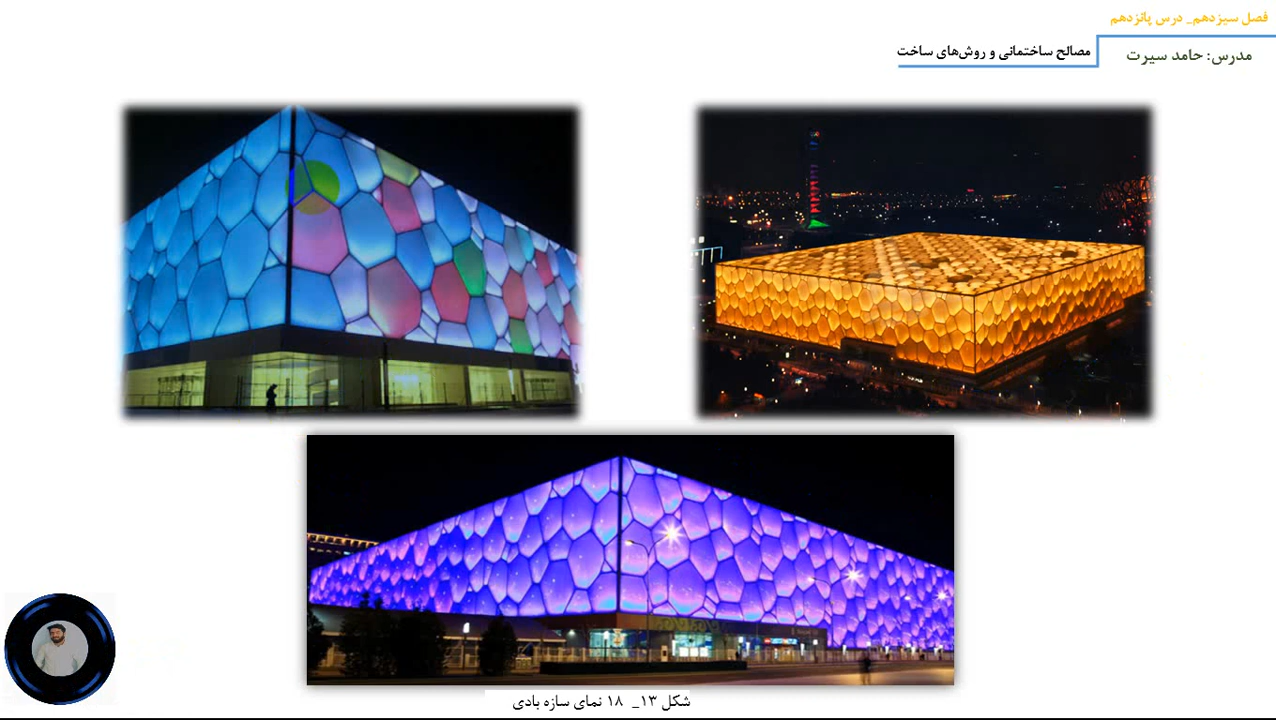 فصل سیزدهم_ درس پانزدهم
مدرس: حامد سیرت
مصالح ساختمانی و روش‌های ساخت
شکل ۱۳_ ۱۸ نمای سازه بادی